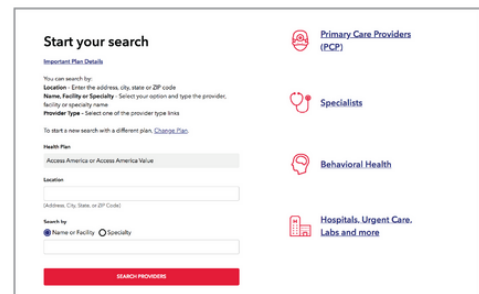 Start your search
Important Plan Details
You can search by:
Location - Enter the address, city, state or ZIP code
Name, Facility or Specialty - Select your option and type the provider,
facility or specialty name
Provider Type - Select one of the provider type links
To start a new search with a different plan, Change Plan.
Health Plan
Access America or Access America Value
Location
(Address, City, State, or ZIP Code)
Search by
Name or Facility
Specialty
SEARCH PROVIDERS
Primary Care Providers
(PCP)
Specialists
Behavioral Health
Hospitals, Urgent Care,
Labs and more